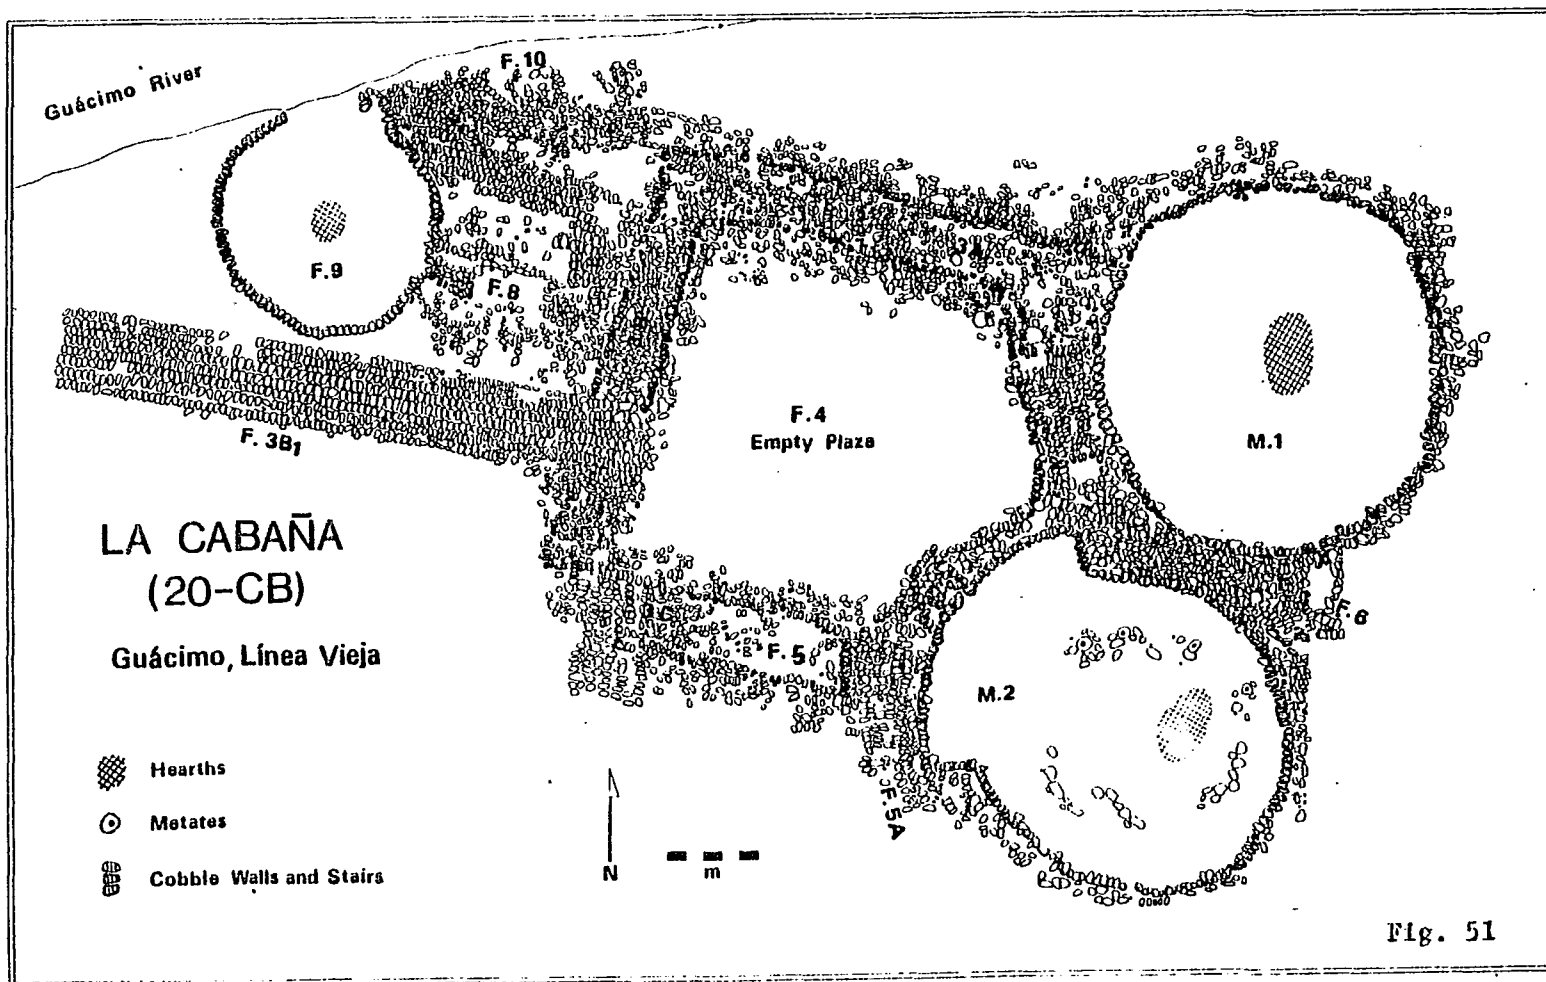 Guácimo River
F.10
F.9
F.8
F. 3B1
F.4
Empty Plaza
M.1
LA CABAÑA
(20-CB)
Guácimo, Línea Vieja
F.6
F.5
M.2
F.5A
Hearths
Metates
Cobble Walls and Stairs
N
m
Fig. 51